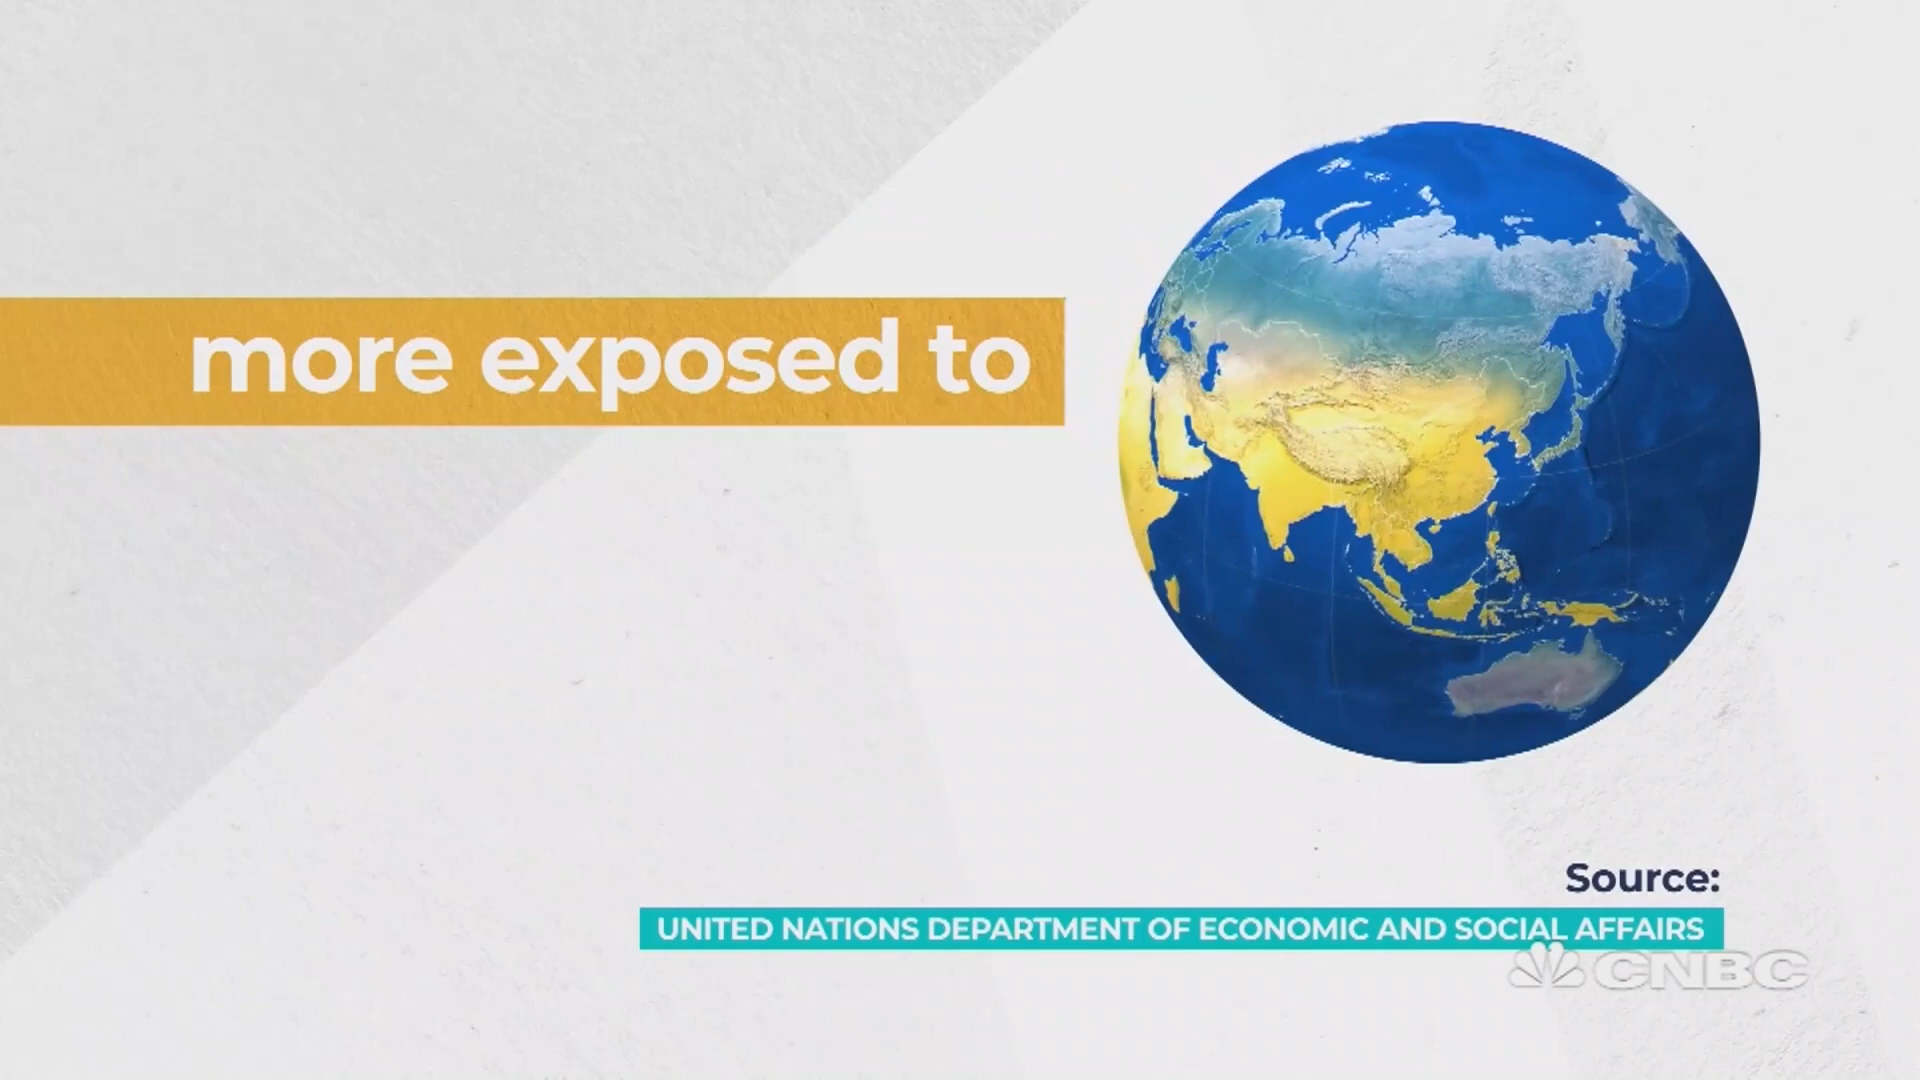 more exposed to
Source:
UNITED NATIONS DEPARTMENT OF ECONOMIC AND SOCIAL AFFAIRS
CNBC